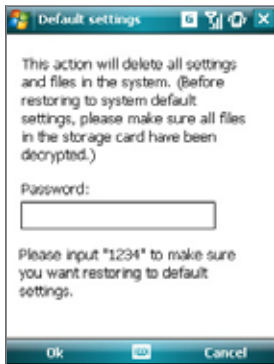 Default settings
This action will delete all settings
and files in the system. (Before
restoring to system default
settings, please make sure all files
in the storage card have been
decrypted.)
Password:
Please input "1234" to make sure
you want restoring to default
settings.
Ok Cancel